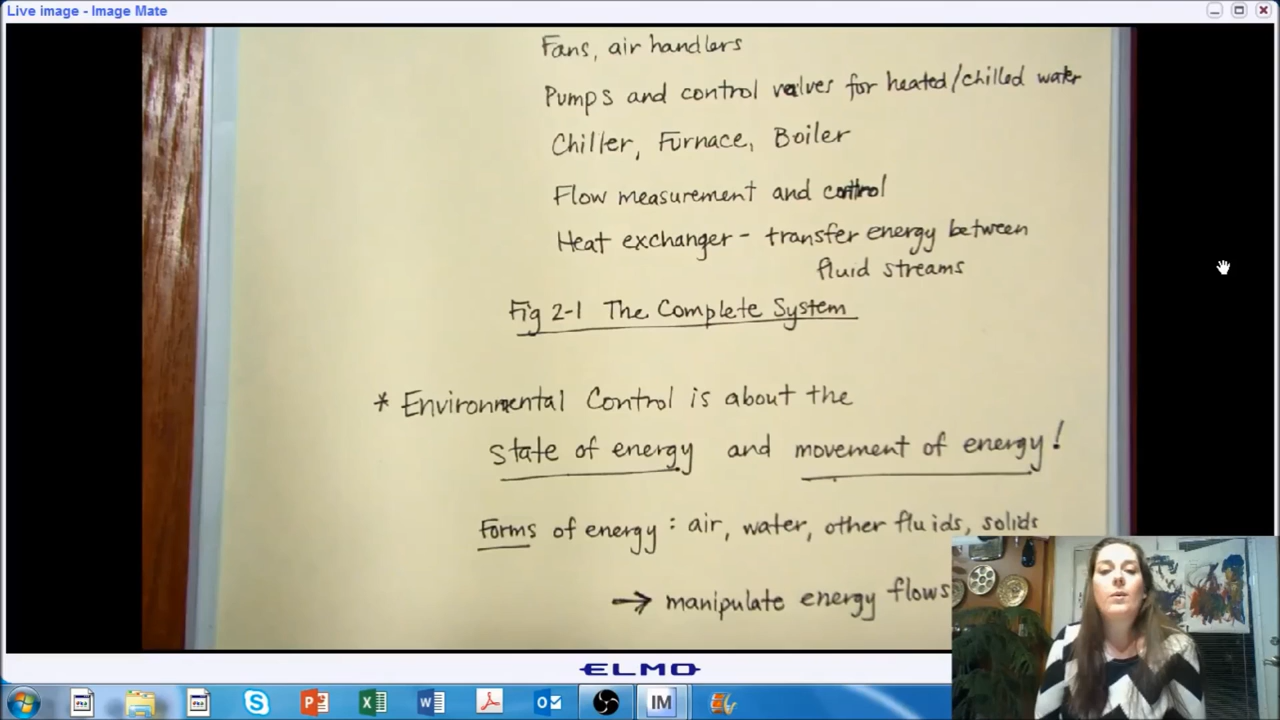 Live image - Image Mate
Fans, air handlers
Pumps and control valves for heated/chilled water
Chiller, Furnace, Boiler
Flow measurement and control
Heat exchanger - transfer energy between
fluid streams
Fig 2-1 The Complete System
* Environmental Control is about the
state of energy and movement of energy!
Forms of energy: air, water, other fluids, solids
→ manipulate energy flows
ELMO
IM